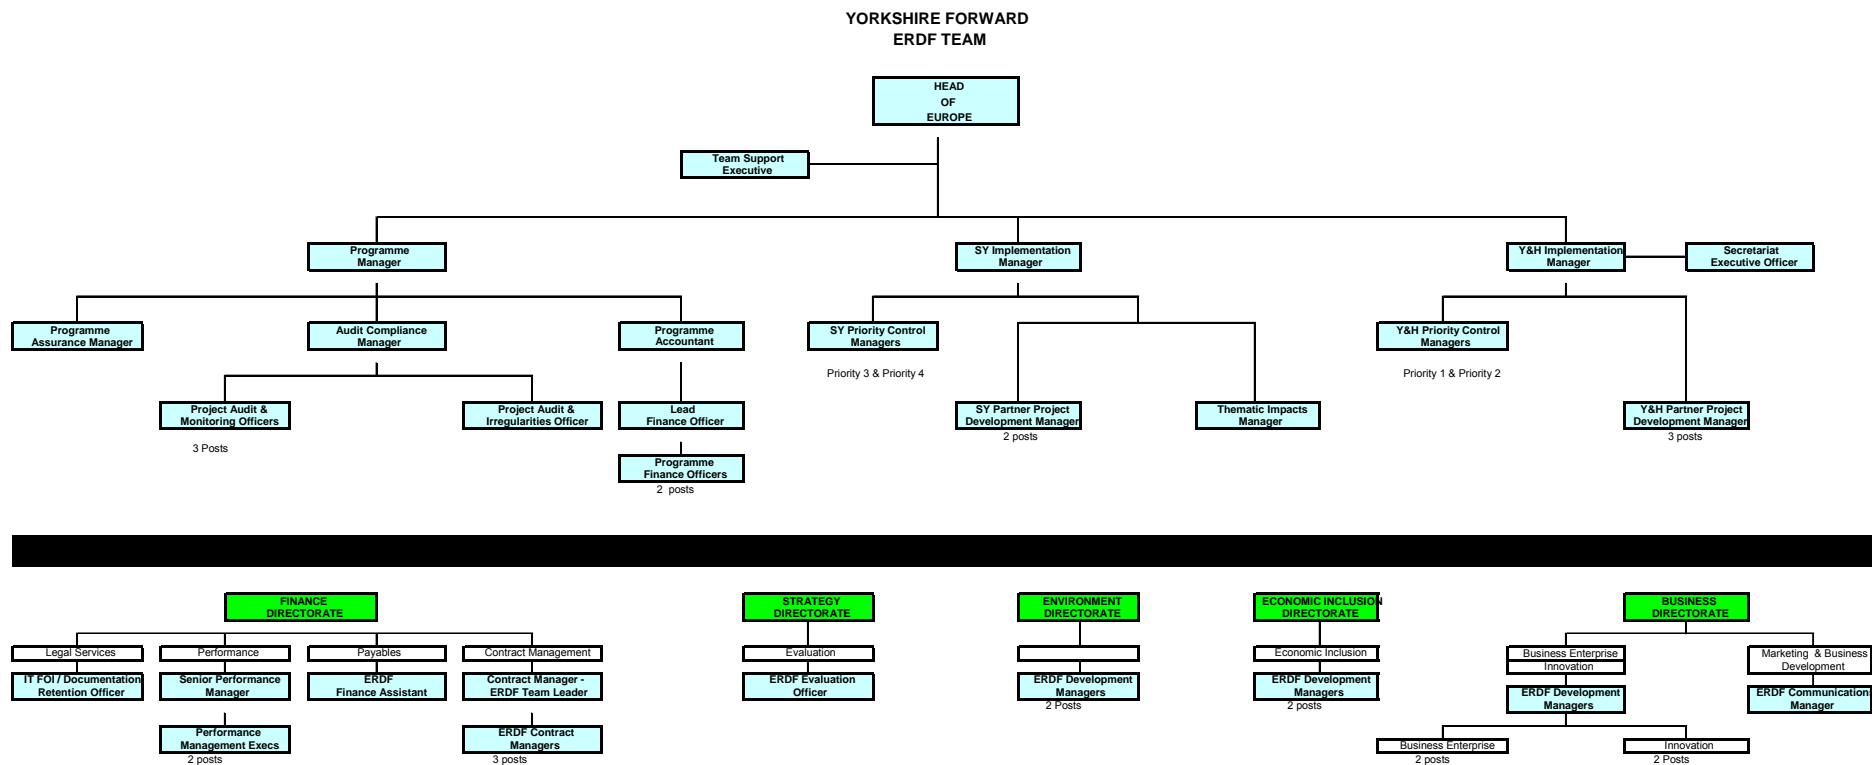 YORKSHIRE FORWARD
ERDF TEAM
HEAD
OF
EUROPE
Team Support
Executive
Programme
Manager
SY Implementation
Manager
Y&H Implementation
Manager
Secretariat
Executive Officer
Programme
Assurance Manager
Audit Compliance
Manager
Programme
Accountant
SY Priority Control
Managers
Y&H Priority Control
Managers
Priority 3 & Priority 4
Priority 1 & Priority 2
Project Audit &
Monitoring Officers
Project Audit &
Irregularities Officer
Lead
Finance Officer
SY Partner Project
Development Manager
Thematic Impacts
Manager
Y&H Partner Project
Development Manager
2 posts
3 posts
3 Posts
Programme
Finance Officers
2 posts
FINANCE
DIRECTORATE
STRATEGY
DIRECTORATE
ENVIRONMENT
DIRECTORATE
ECONOMIC INCLUSION
DIRECTORATE
BUSINESS
DIRECTORATE
Legal Services
Performance
Payables
Contract Management
Evaluation
Economic Inclusion
Business Enterprise
Innovation
Marketing & Business
Development
IT FOI / Documentation
Retention Officer
Senior Performance
Manager
ERDF
Finance Assistant
Contract Manager -
ERDF Team Leader
ERDF Evaluation
Officer
ERDF Development
Managers
2 Posts
ERDF Development
Managers
2 posts
ERDF Development
Managers
ERDF Communications
Manager
Performance
Management Execs
2 posts
ERDF Contract
Managers
3 posts
Business Enterprise
2 posts
Innovation
2 Posts